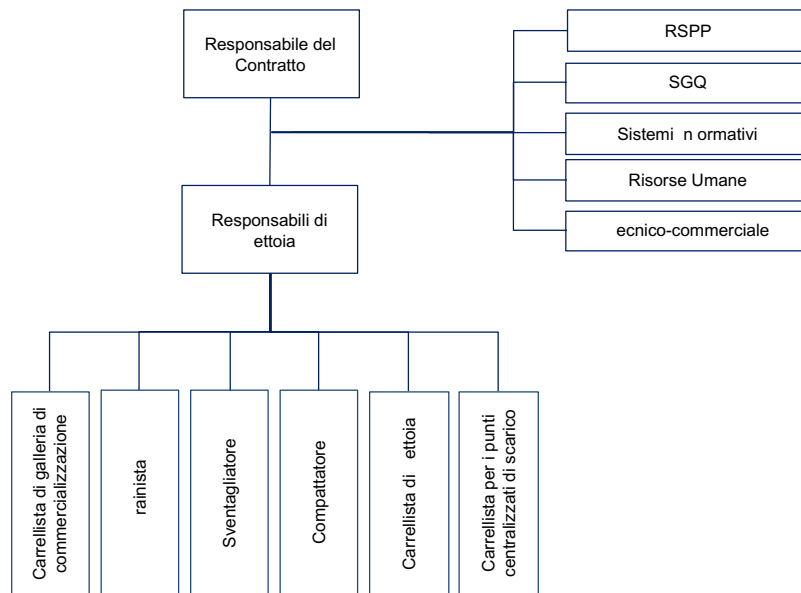 Responsabile del
Contratto
RSPP
SGQ
Sistemi n ormativi
Risorse Umane
ecnico-commerciale
Responsabili di
ettoia
Carrellista di galleria di
commercializzazione
rainista
Sventagliatore
Compattatore
Carrellista di ettoia
Carrellista per i punti
centralizzati di scarico